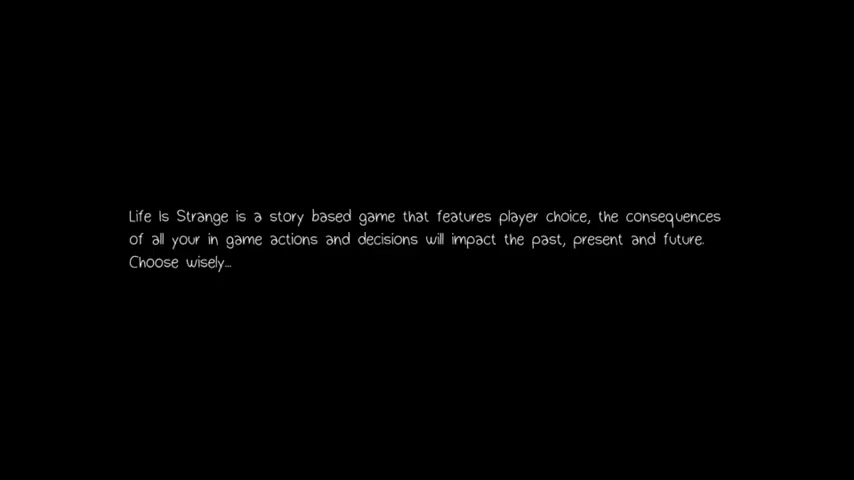 Life Is Strange is a story based game that features player choice, the consequences
of all your in game actions and decisions will impact the past, present and future.
Choose wisely...